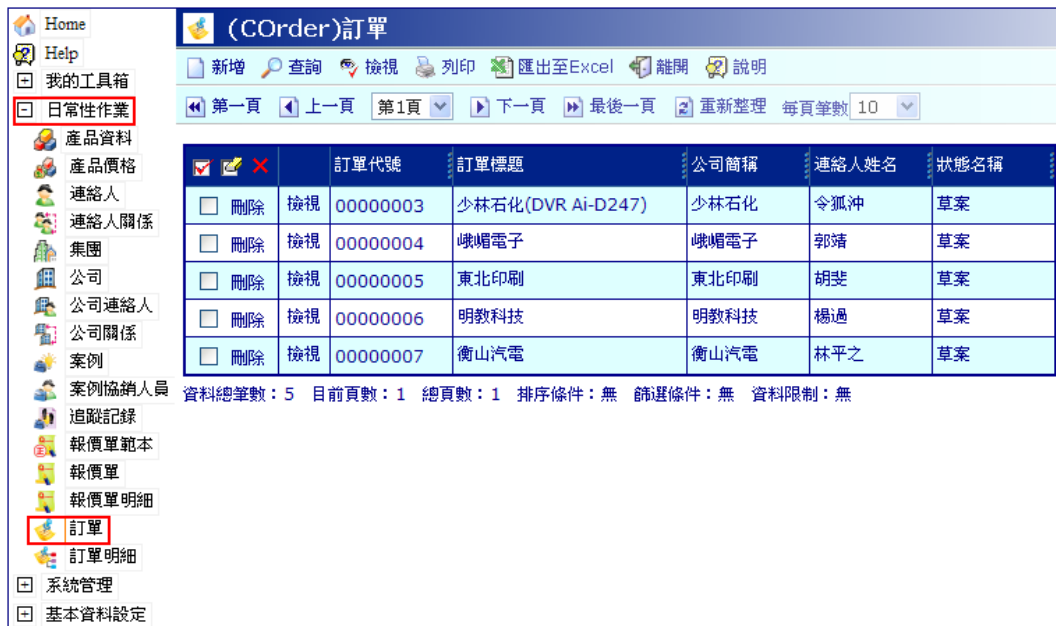 Home
Help
我的工具箱
日常性作業
產品資料
產品價格
連絡人
連絡人關係
集團
公司
公司連絡人
公司關係
案例
案例協銷人員
追蹤記錄
報價單範本
報價單
報價單明細
訂單
訂單明細
系統管理
基本資料設定
(COrder)訂單
新增 查詢 檢視 列印 匯出至Excel 離開 說明
第一頁 上一頁 第1頁 下一頁 最後一頁 重新整理 每頁筆數 10
訂單代號 訂單標題 公司簡稱 連絡人姓名 狀態名稱
刪除 檢視 00000003 少林石化(DVR Ai-D247) 少林石化 令狐沖 草案
刪除 檢視 00000004 峨嵋電子 峨嵋電子 郭靖 草案
刪除 檢視 00000005 東北印刷 東北印刷 胡斐 草案
刪除 檢視 00000006 明教科技 明教科技 楊過 草案
刪除 檢視 00000007 衡山汽電 衡山汽電 林平之 草案
資料總筆數：5 目前頁數：1 總頁數：1 排序條件：無 篩選條件：無 資料限制：無